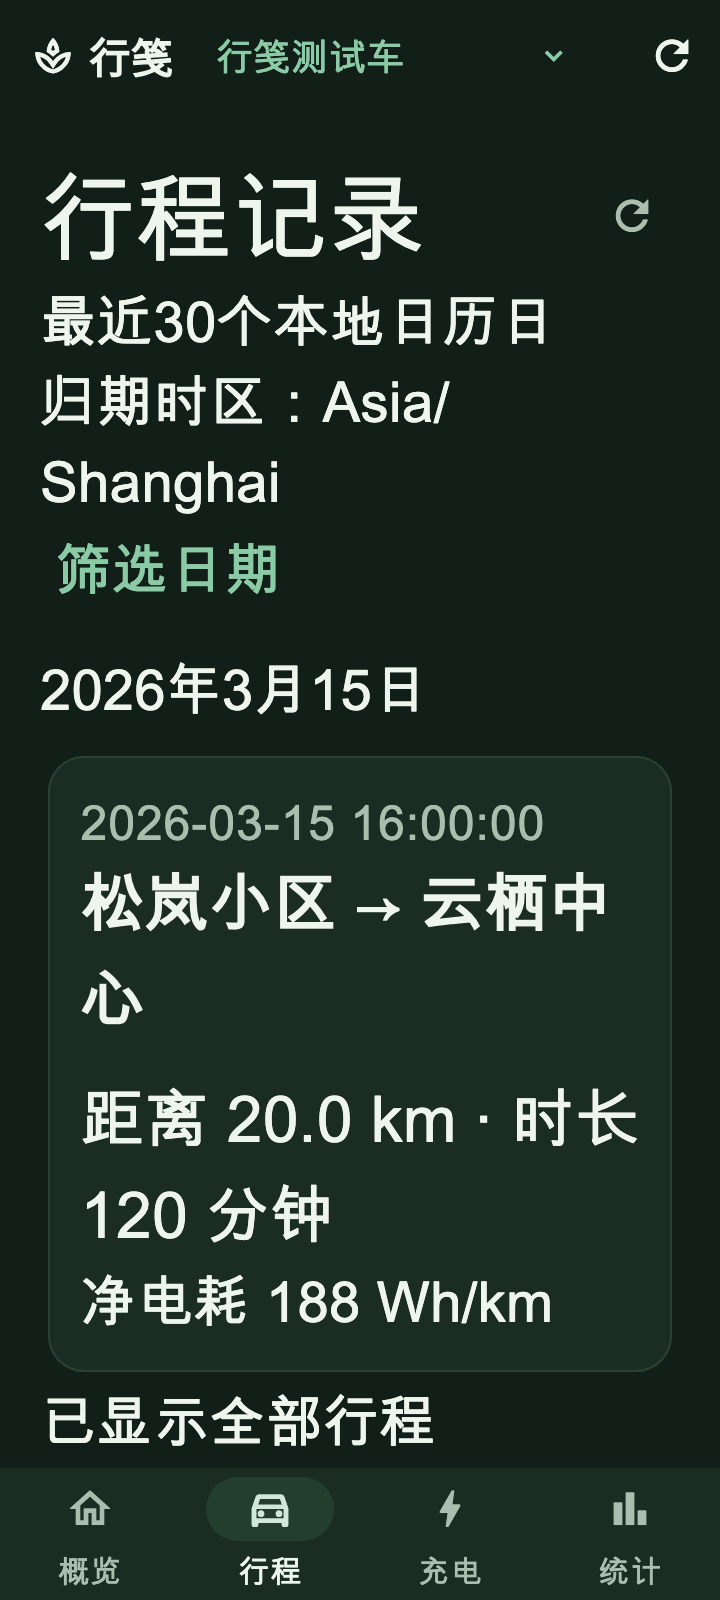 行笺 行笺测试车
行程记录
最近30个本地日历日
归期时区：Asia/
Shanghai
筛选日期
2026年3月15日
2026-03-15 16:00:00
松岚小区 → 云栖中
心
距离 20.0 km · 时长
120 分钟
净电耗 188 Wh/km
已显示全部行程
概览 行程 充电 统计